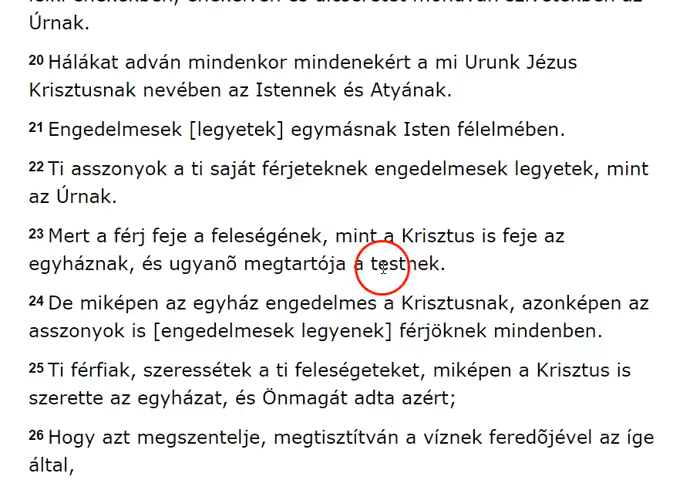 Úrnak.
20 Hálákat adván mindenkor mindenekért a mi Urunk Jézus
Krisztusnak nevében az Istennek és Atyának.
21 Engedelmesek [legyetek] egymásnak Isten félelmében.
22 Ti asszonyok a ti saját férjeteknek engedelmesek legyetek, mint
az Úrnak.
23 Mert a férj feje a feleségének, mint a Krisztus is feje az
egyháznak, és ugyanõ megtartója a testnek.
24 De miképen az egyház engedelmes a Krisztusnak, azonképen az
asszonyok is [engedelmesek legyenek] férjöknek mindenben.
25 Ti férfiak, szeressétek a ti feleségeteket, miképen a Krisztus is
szerette az egyházat, és Önmagát adta azért;
26 Hogy azt megszentelje, megtisztítván a víznek feredõjével az íge
által,